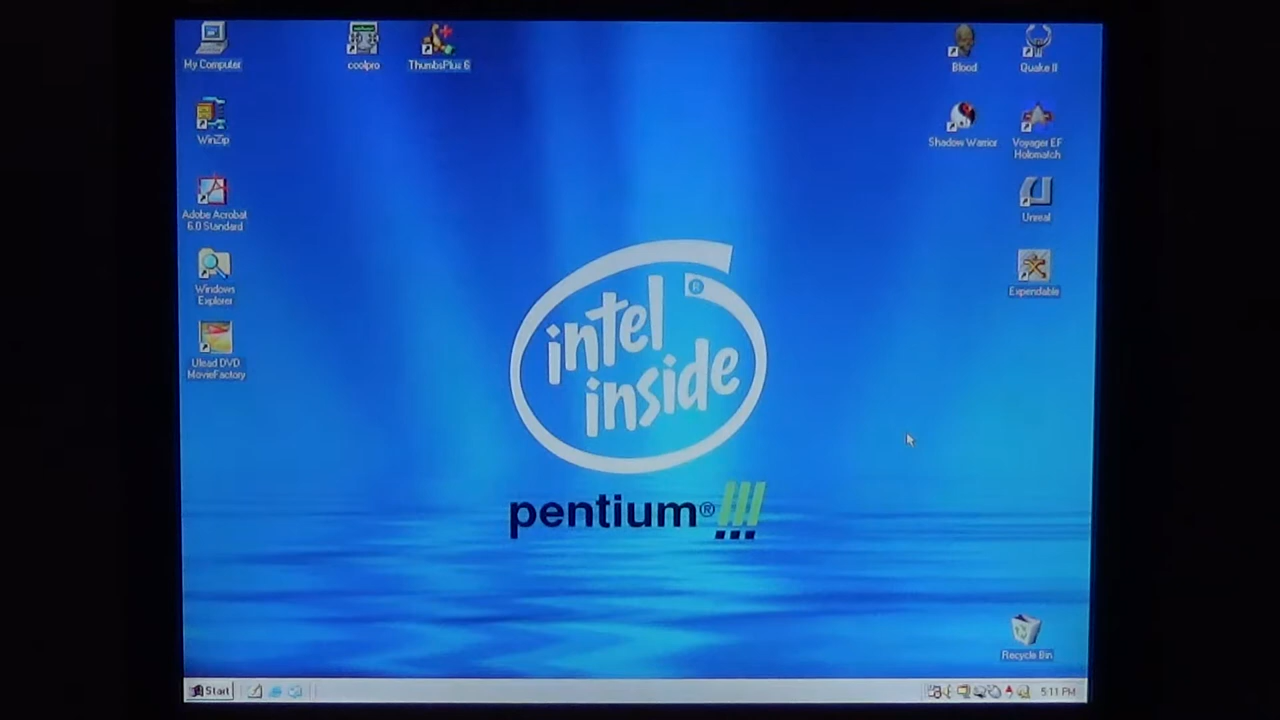 My Computer
coolpro
ThumbsPlus 6
Blood
Quake II
WinZip
Shadow Warrior
Voyager EF
Holomatch
Adobe Acrobat
6.0 Standard
Unreal
Windows
Explorer
Expendable
Ulead DVD
MovieFactory
intel
®
inside
pentium® !!!
Recycle Bin
Start
5:11 PM